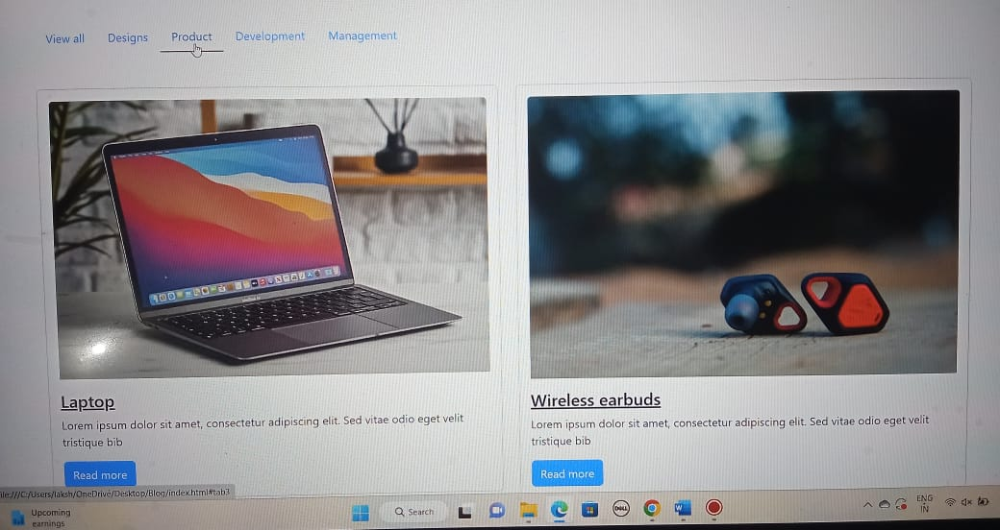 View all Designs Product Development Management
Laptop
Lorem ipsum dolor sit amet, consectetur adipiscing elit. Sed vitae odio eget velit
tristique bib
Read more
Wireless earbuds
Lorem ipsum dolor sit amet, consectetur adipiscing elit. Sed vitae odio eget velit
tristique bib
Read more
ile:///C:/Users/laksh/OneDrive/Desktop/Blog/index.html#tab3
Upcoming
earnings
Search
DELL
W
ENG
IN